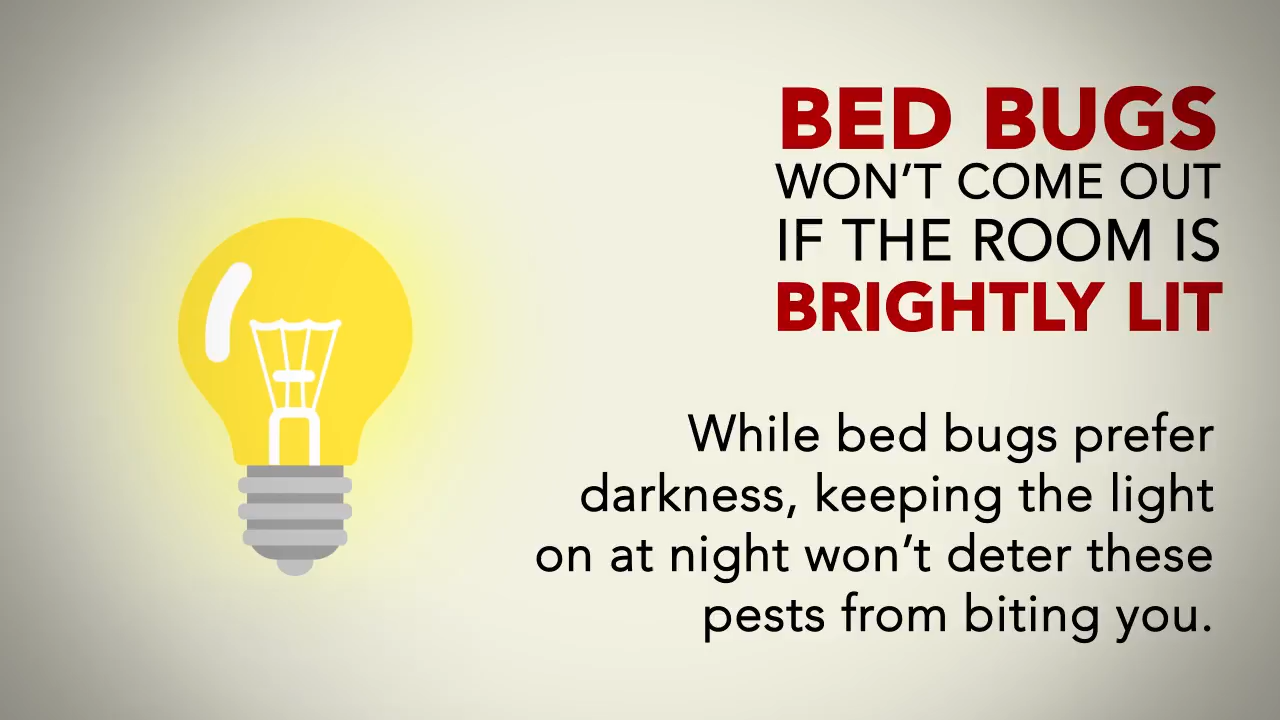 BED BUGS
WON'T COME OUT
IF THE ROOM IS
BRIGHTLY LIT
While bed bugs prefer
darkness, keeping the light
on at night won't deter these
pests from biting you.